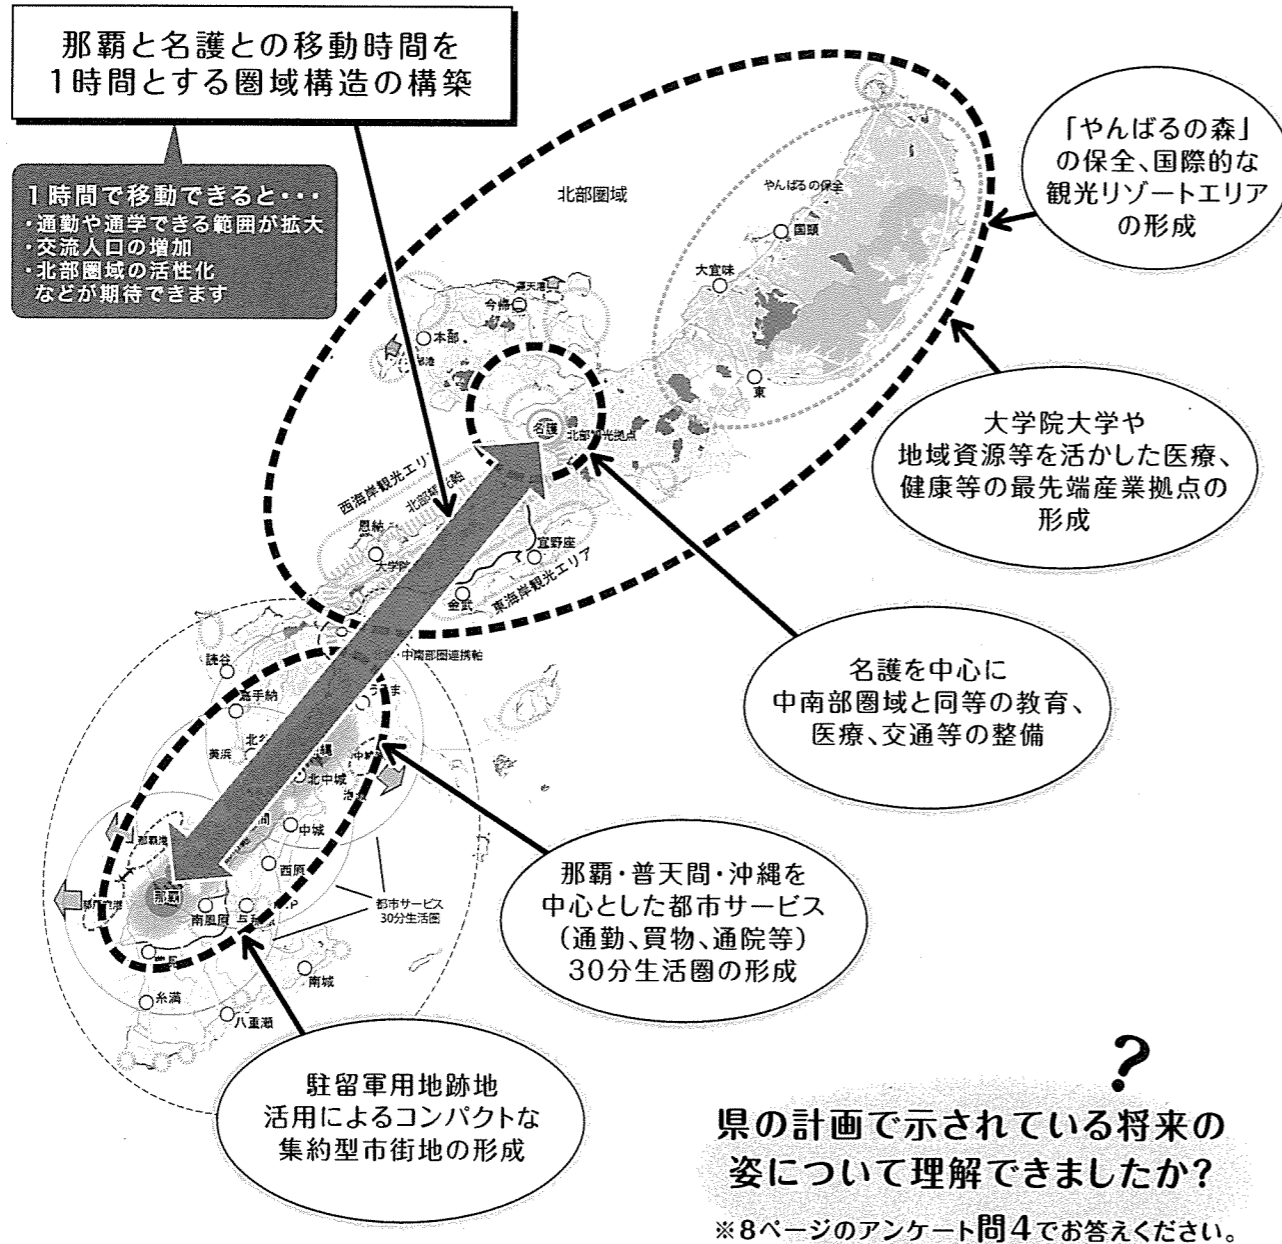 那覇と名護との移動時間を
1時間とする圏域構造の構築
1時間で移動できると・・・
・通勤や通学できる範囲が拡大
・交流人口の増加
・北部圏域の活性化
などが期待できます
北部圏域
「やんばるの森」
の保全、国際的な
観光リゾートエリア
の形成
やんばるの保全
国頭
大宜味
東
運天港
本部
名護
北部観光拠点
大学院大学や
地域資源等を活かした医療、
健康等の最先端産業拠点の
形成
西海岸観光エリア
恩納
宜野座
金武
東海岸観光エリア
名護を中心に
中南部圏域と同等の教育、
医療、交通等の整備
・中南部圏連携軸
読谷
嘉手納
北中城
中城
西原
那覇港
那覇
南風原
南城
糸満
八重瀬
都市サービス
30分生活圏
那覇・普天間・沖縄を
中心とした都市サービス
(通勤、買物、通院等)
30分生活圏の形成
駐留軍用地跡地
活用によるコンパクトな
集約型市街地の形成
?
県の計画で示されている将来の
姿について理解できましたか?
※8ページのアンケート問4でお答えください。